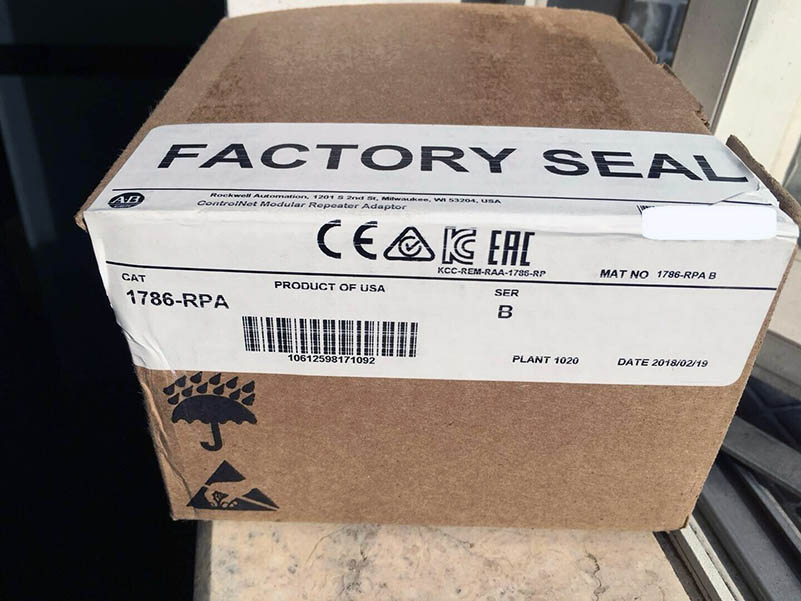 FACTORY SEAL
AB
Rockwell Automation, 1201 S 2nd St, Milwaukee, WI 53204, USA
ControlNet Modular Repeater Adaptor
CE KC EAC
KCC-REM-RAA-1786-RP
MAT NO 1786-RPA B
CAT
1786-RPA
PRODUCT OF USA
SER
B
10612598171092
PLANT 1020
DATE 2018/02/19